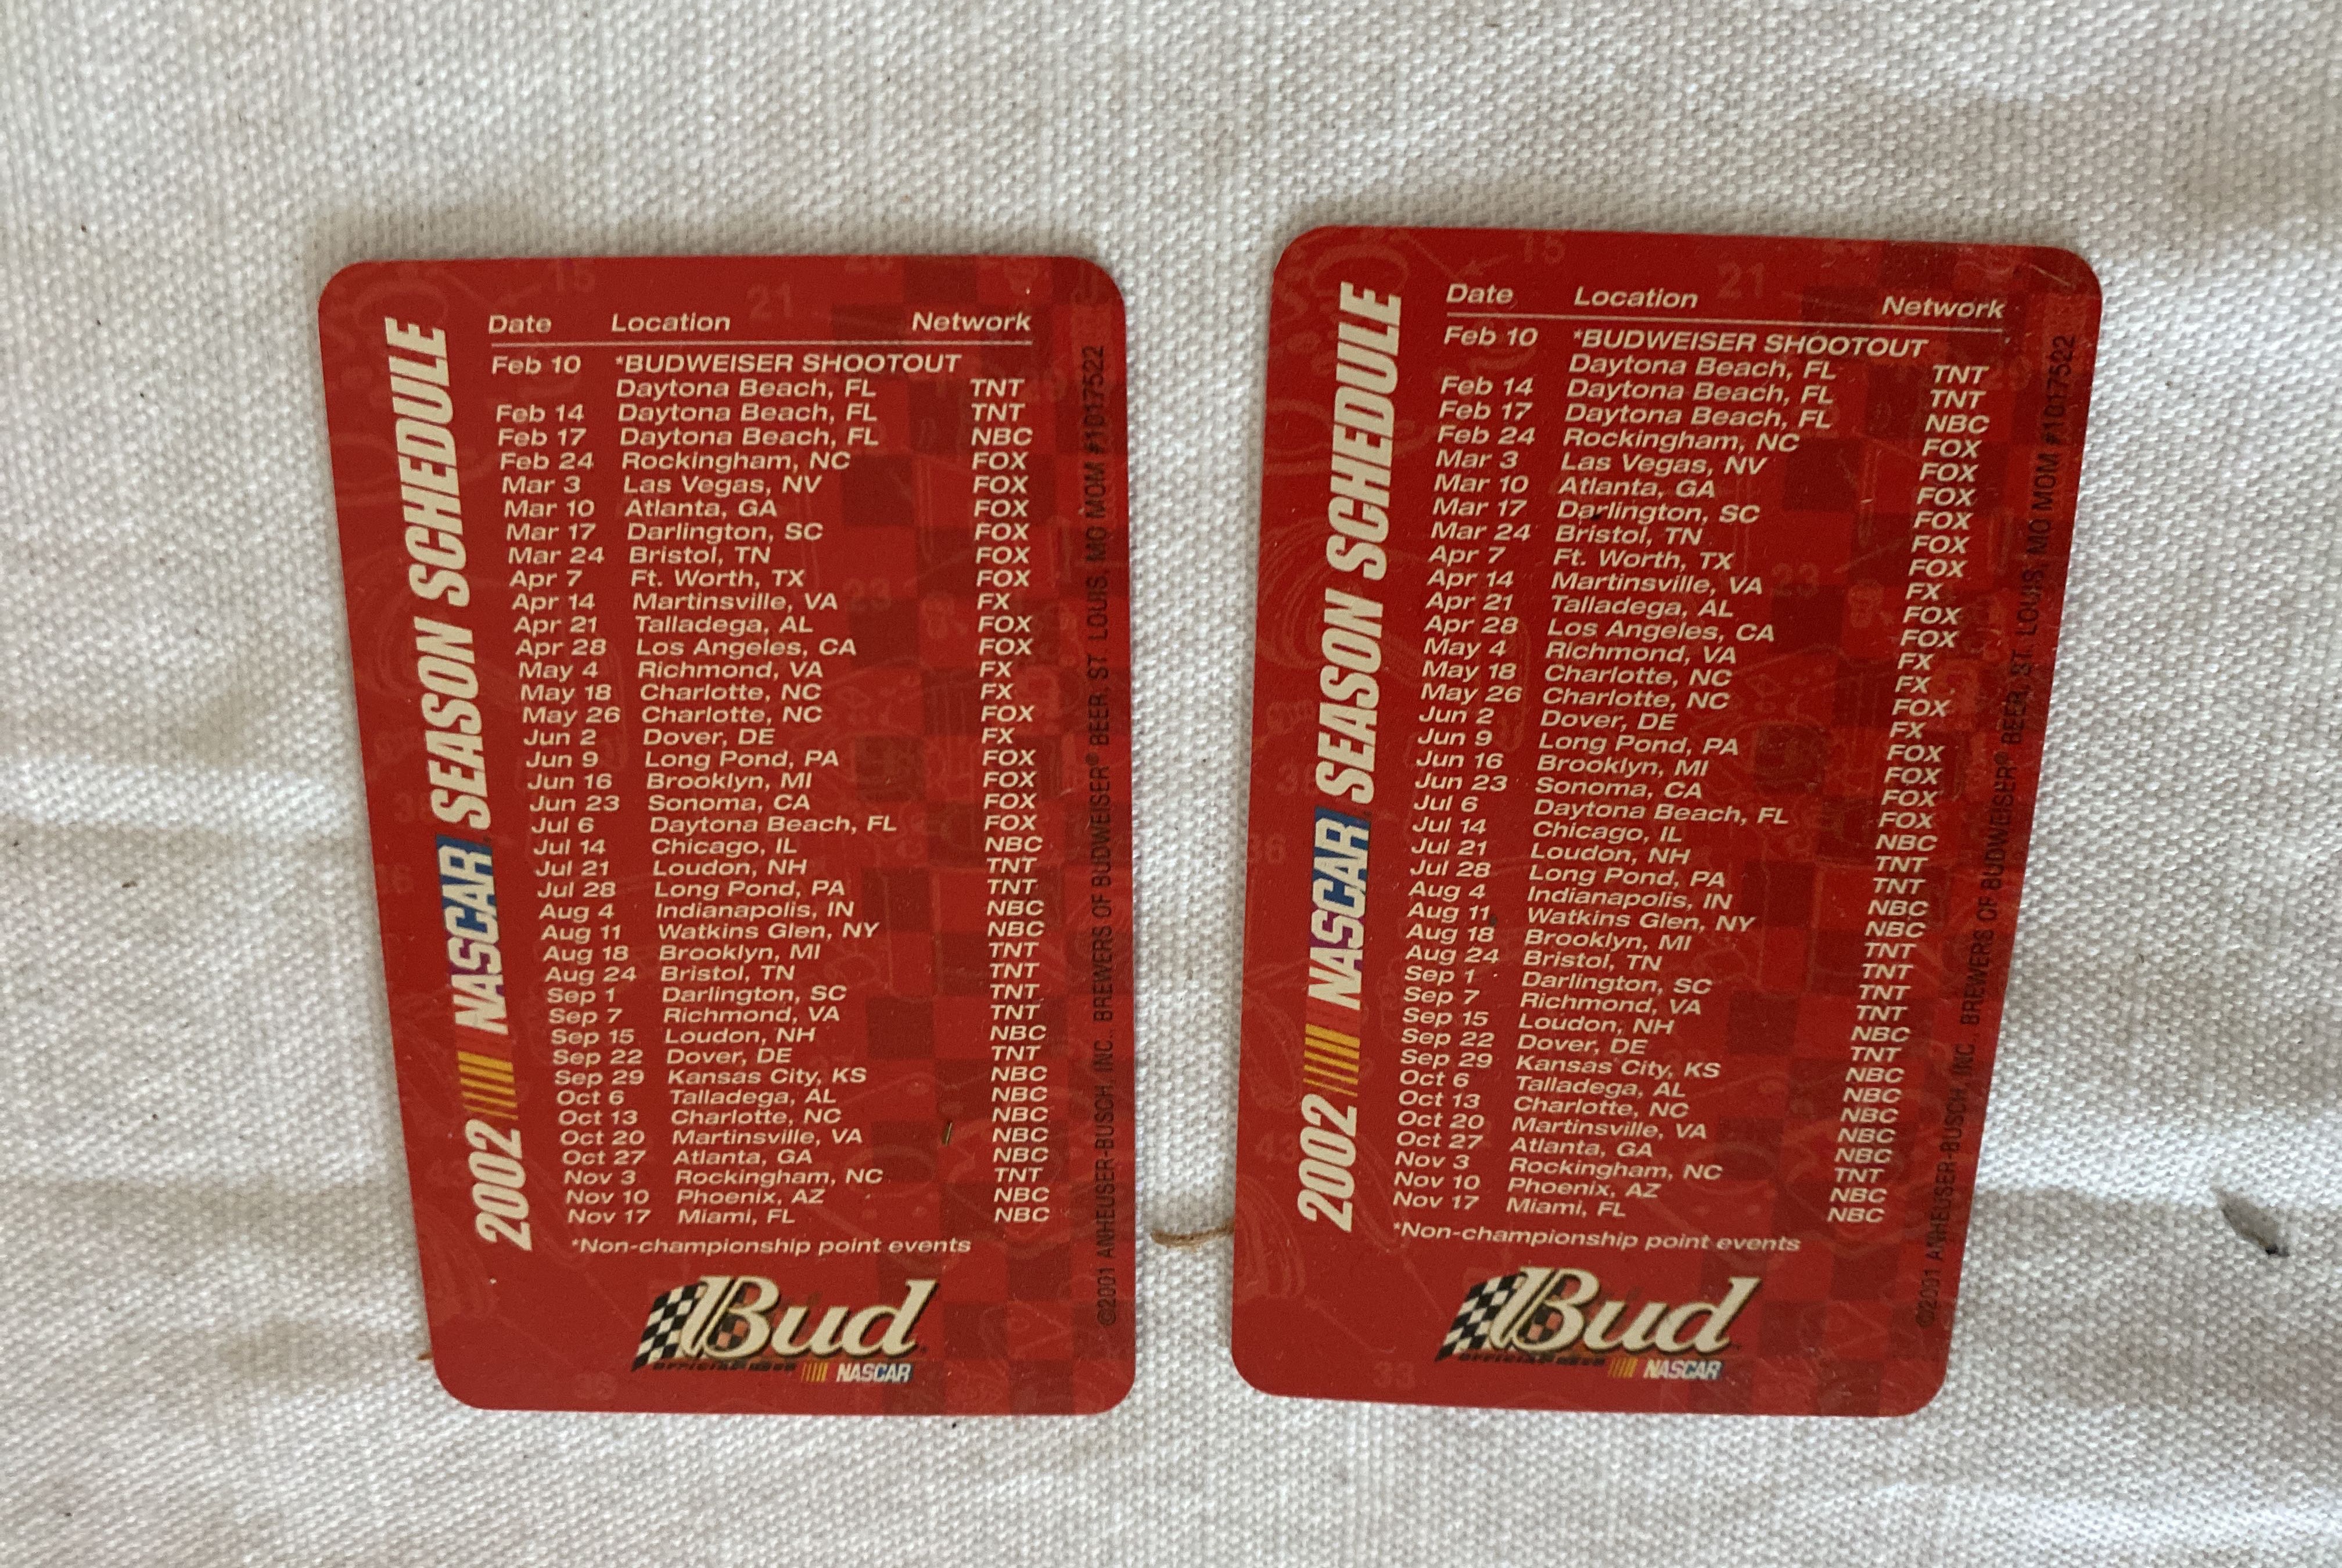 2002 NASCAR SEASON SCHEDULE
Date Location Network
Feb 10 *BUDWEISER SHOOTOUT
Daytona Beach, FL TNT
Feb 14 Daytona Beach, FL TNT
Feb 17 Daytona Beach, FL NBC
Feb 24 Rockingham, NC FOX
Mar 3 Las Vegas, NV FOX
Mar 10 Atlanta, GA FOX
Mar 17 Darlington, SC FOX
Mar 24 Bristol, TN FOX
Apr 7 Ft. Worth, TX FOX
Apr 14 Martinsville, VA FX
Apr 21 Talladega, AL FOX
Apr 28 Los Angeles, CA FOX
May 4 Richmond, VA FX
May 18 Charlotte, NC FX
May 26 Charlotte, NC FOX
Jun 2 Dover, DE FX
Jun 9 Long Pond, PA FOX
Jun 16 Brooklyn, MI FOX
Jun 23 Sonoma, CA FOX
Jul 6 Daytona Beach, FL FOX
Jul 14 Chicago, IL NBC
Jul 21 Loudon, NH TNT
Jul 28 Long Pond, PA TNT
Aug 4 Indianapolis, IN NBC
Aug 11 Watkins Glen, NY NBC
Aug 18 Brooklyn, MI TNT
Aug 24 Bristol, TN TNT
Sep 1 Darlington, SC TNT
Sep 7 Richmond, VA TNT
Sep 15 Loudon, NH NBC
Sep 22 Dover, DE TNT
Sep 29 Kansas City, KS NBC
Oct 6 Talladega, AL NBC
Oct 13 Charlotte, NC NBC
Oct 20 Martinsville, VA NBC
Oct 27 Atlanta, GA NBC
Nov 3 Rockingham, NC TNT
Nov 10 Phoenix, AZ NBC
Nov 17 Miami, FL NBC
*Non-championship point events
Bud
NASCAR
©2001 ANHEUSER-BUSCH, INC., BREWERS OF BUDWEISER® BEER, ST. LOUIS, MO MOM #1017522
2002 NASCAR SEASON SCHEDULE
Date Location Network
Feb 10 *BUDWEISER SHOOTOUT
Daytona Beach, FL TNT
Feb 14 Daytona Beach, FL TNT
Feb 17 Daytona Beach, FL NBC
Feb 24 Rockingham, NC FOX
Mar 3 Las Vegas, NV FOX
Mar 10 Atlanta, GA FOX
Mar 17 Darlington, SC FOX
Mar 24 Bristol, TN FOX
Apr 7 Ft. Worth, TX FOX
Apr 14 Martinsville, VA FX
Apr 21 Talladega, AL FOX
Apr 28 Los Angeles, CA FOX
May 4 Richmond, VA FX
May 18 Charlotte, NC FX
May 26 Charlotte, NC FOX
Jun 2 Dover, DE FX
Jun 9 Long Pond, PA FOX
Jun 16 Brooklyn, MI FOX
Jun 23 Sonoma, CA FOX
Jul 6 Daytona Beach, FL FOX
Jul 14 Chicago, IL NBC
Jul 21 Loudon, NH TNT
Jul 28 Long Pond, PA TNT
Aug 4 Indianapolis, IN NBC
Aug 11 Watkins Glen, NY NBC
Aug 18 Brooklyn, MI TNT
Aug 24 Bristol, TN TNT
Sep 1 Darlington, SC TNT
Sep 7 Richmond, VA TNT
Sep 15 Loudon, NH NBC
Sep 22 Dover, DE TNT
Sep 29 Kansas City, KS NBC
Oct 6 Talladega, AL NBC
Oct 13 Charlotte, NC NBC
Oct 20 Martinsville, VA NBC
Oct 27 Atlanta, GA NBC
Nov 3 Rockingham, NC TNT
Nov 10 Phoenix, AZ NBC
Nov 17 Miami, FL NBC
*Non-championship point events
Bud
NASCAR
©2001 ANHEUSER-BUSCH, INC., BREWERS OF BUDWEISER® BEER, ST. LOUIS, MO MOM #1017522